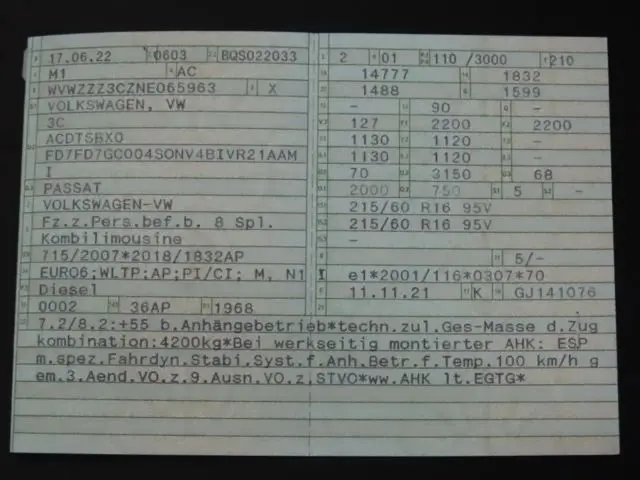 17.06.22 0603 BQS022033
M1 AC
WVWZZZ3CZNE065963 X
VOLKSWAGEN, VW
3C
ACDTSBX0
FD7FD7GC004SONV4BIVR21AAM
I
PASSAT
VOLKSWAGEN-VW
Fz.z.Pers.bef.b. 8 Spl.
Kombilimousine
715/2007*2018/1832AP
EURO6;WLTP;AP;PI/CI; M, N1
Diesel
0002 36AP 1968
2 01 110 /3000 210
14777 1832
1488 1599
- 90 -
127 2200 2200
1130 1120 -
1130 1120 -
70 3150 68
2000 750 5 -
215/60 R16 95V
215/60 R16 95V
-
5/-
I e1*2001/116*0307*70
11.11.21 K GJ141076
7.2/8.2:+55 b.Anhängebetrieb*techn.zul.Ges-Masse d.Zug
kombination:4200kg*Bei werkseitig montierter AHK: ESP
m.spez.Fahrdyn.Stabi.Syst.f.Anh.Betr.f.Temp.100 km/h g
em.3.Aend.VO.z.9.Ausn.VO.z.STVO*ww.AHK lt.EGTG*